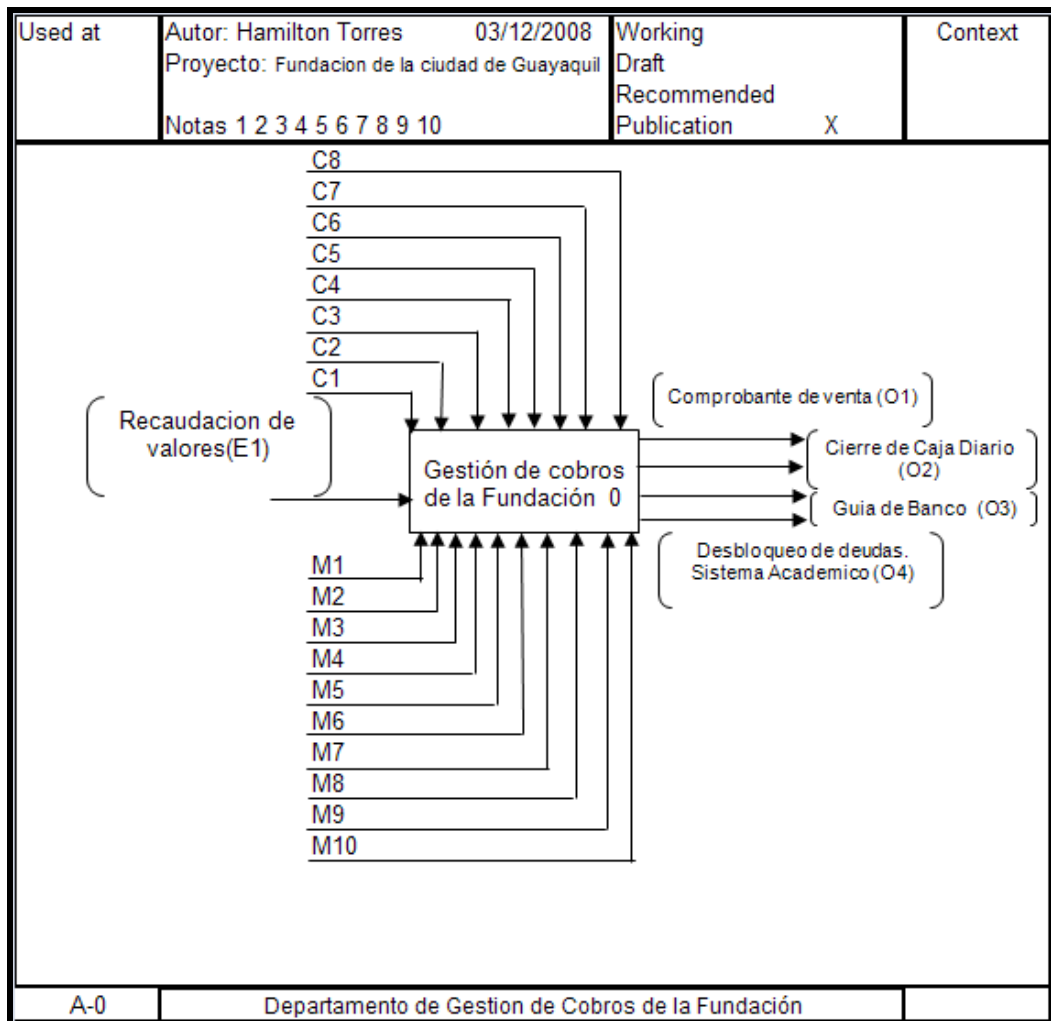 Used at
Autor: Hamilton Torres 03/12/2008
Proyecto: Fundacion de la ciudad de Guayaquil
Notas 1 2 3 4 5 6 7 8 9 10
Working
Draft
Recommended
Publication X
Context
C8
C7
C6
C5
C4
C3
C2
C1
Recaudacion de
valores(E1)
Gestión de cobros
de la Fundación 0
Comprobante de venta (O1)
Cierre de Caja Diario
(O2)
Guia de Banco (O3)
Desbloqueo de deudas.
Sistema Academico (O4)
M1
M2
M3
M4
M5
M6
M7
M8
M9
M10
A-0
Departamento de Gestion de Cobros de la Fundación